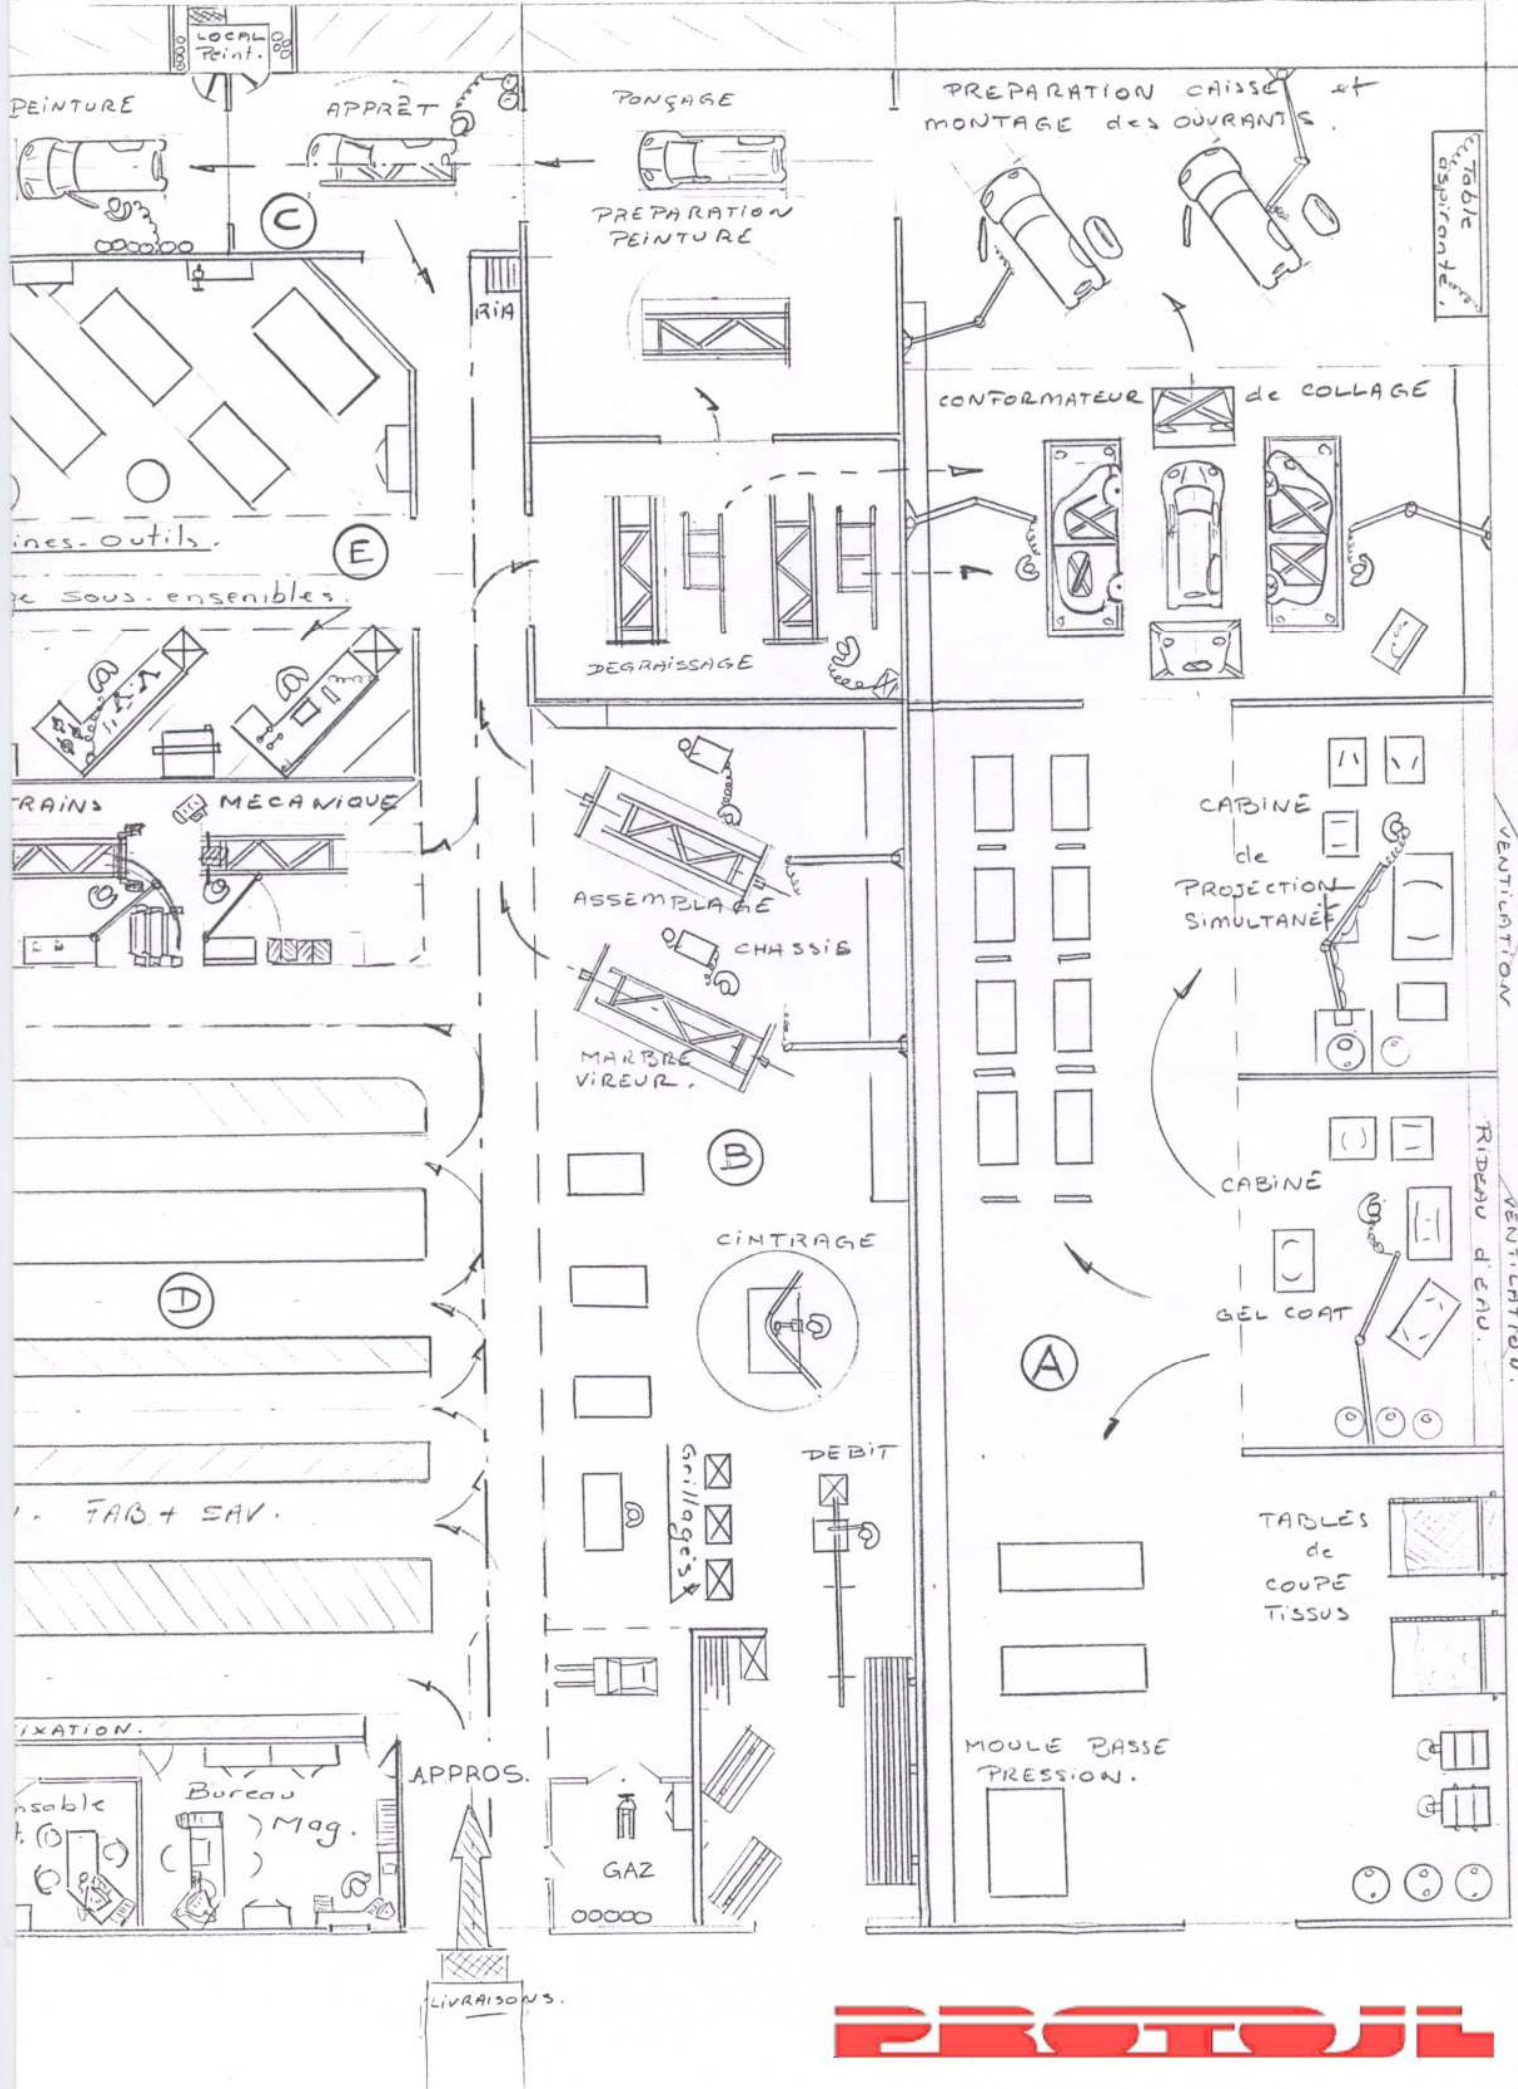 LOCAL
Peint.
PEINTURE
APPRÊT
PONÇAGE
PREPARATION CAISSE et
MONTAGE des OUVRANTS.
Table
aspirante.
C
PREPARATION
PEINTURE
RIA
CONFORMATEUR de COLLAGE
ines-outils.
E
sous-ensembles.
DEGRAISSAGE
RAINS
MECANIQUE
CABINE
de
PROJECTION
SIMULTANÉE
VENTILATION
ASSEMBLAGE
CHASSIS
MARBRE
VIREUR.
B
CABINE
GEL COAT
RIDEAU d'EAU.
VENTILATION.
CINTRAGE
D
A
DEBIT
Grillages
FAB + SAV.
TABLES
de
COUPE
TISSUS
IXATION.
MOULE BASSE
PRESSION.
APPROS.
Bureau
Mag.
nsable
GAZ
LIVRAISONS.
PROTOJL